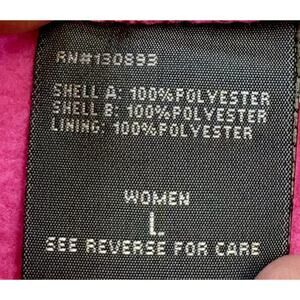 RN#130893
SHELL A: 100%POLYESTER
SHELL B: 100%POLYESTER
LINING: 100%POLYESTER
WOMEN
L
SEE REVERSE FOR CARE